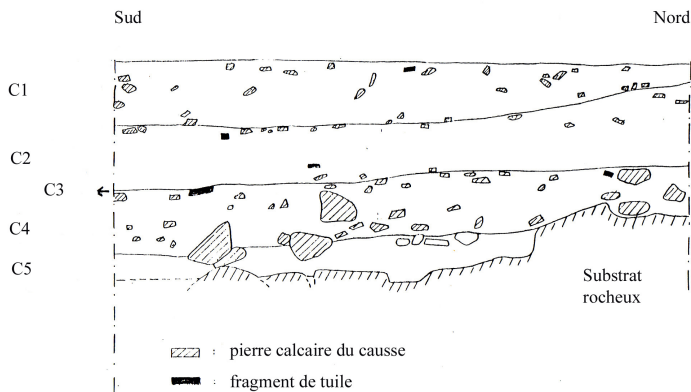 Sud
Nord
C1
C2
C3
C4
C5
Substrat
rocheux
: pierre calcaire du causse
: fragment de tuile